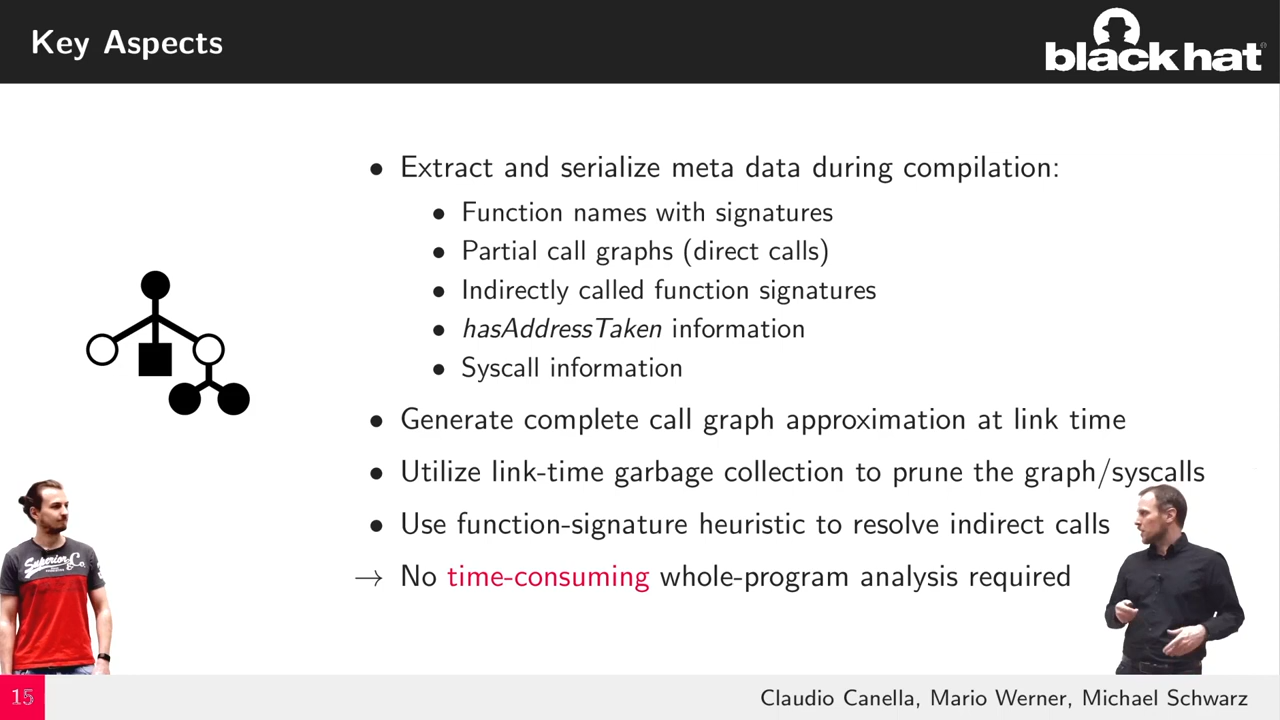 Key Aspects
black hat®
• Extract and serialize meta data during compilation:
• Function names with signatures
• Partial call graphs (direct calls)
• Indirectly called function signatures
• hasAddressTaken information
• Syscall information
• Generate complete call graph approximation at link time
• Utilize link-time garbage collection to prune the graph/syscalls
• Use function-signature heuristic to resolve indirect calls
→ No time-consuming whole-program analysis required
Superior & Co
15
Claudio Canella, Mario Werner, Michael Schwarz